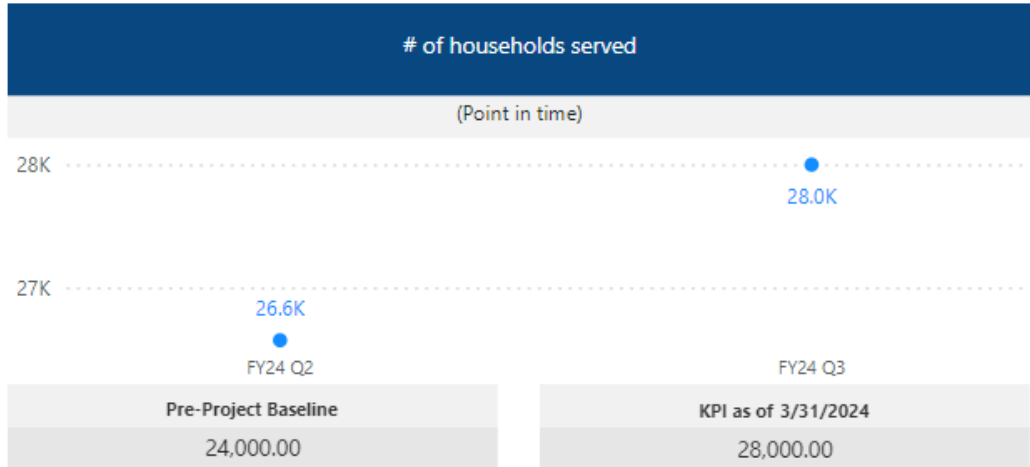 # of households served
(Point in time)
28K
28.0K
27K
26.6K
FY24 Q2 FY24 Q3
Pre-Project Baseline KPI as of 3/31/2024
24,000.00 28,000.00